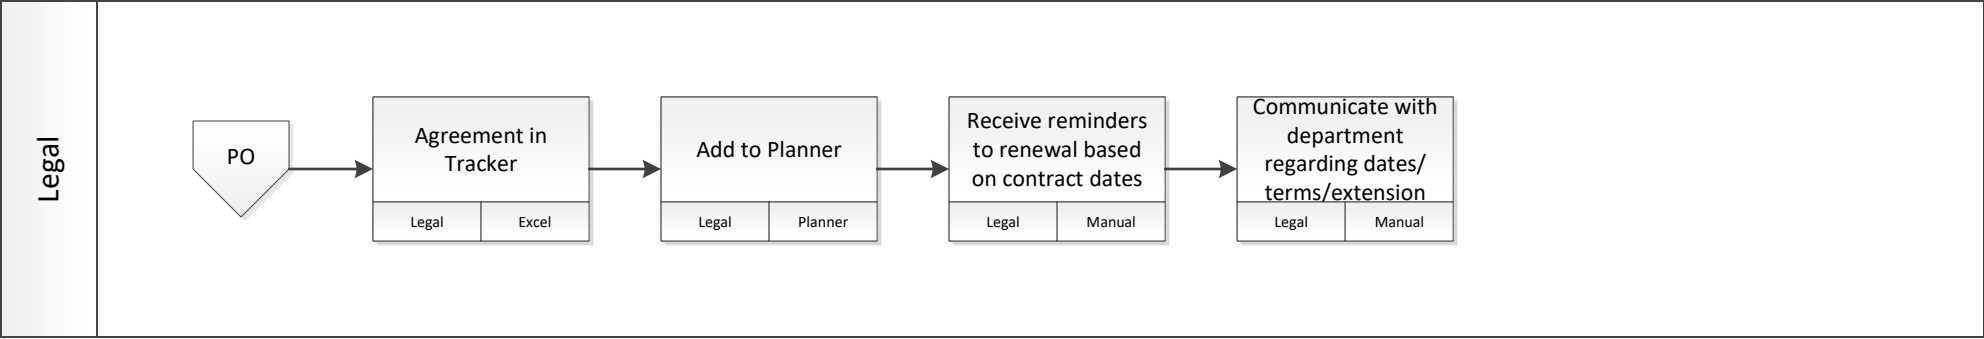 Legal
PO
Agreement in
Tracker
Legal
Excel
Add to Planner
Legal
Planner
Receive reminders
to renewal based
on contract dates
Legal
Manual
Communicate with
department
regarding dates/
terms/extension
Legal
Manual